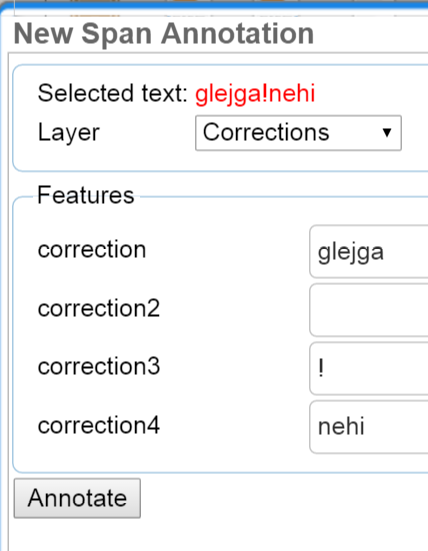 New Span Annotation
Selected text: glejga!nehi
Layer Corrections
Features
correction glejga
correction2
correction3 !
correction4 nehi
Annotate